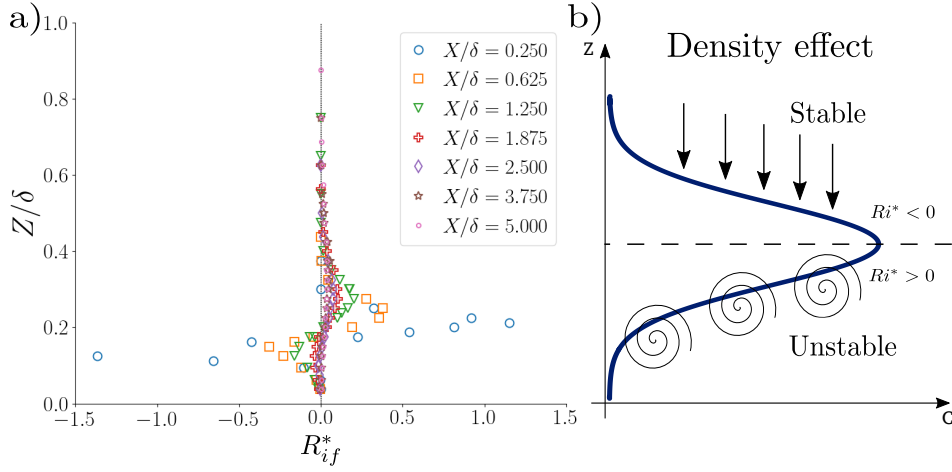 a)
Z/δ
1.0
0.8
0.6
0.4
0.2
0.0
−1.5 −1.0 −0.5 0.0 0.5 1.0 1.5
R*if
X/δ = 0.250
X/δ = 0.625
X/δ = 1.250
X/δ = 1.875
X/δ = 2.500
X/δ = 3.750
X/δ = 5.000
b)
z
Density effect
Stable
Ri* < 0
Ri* > 0
Unstable